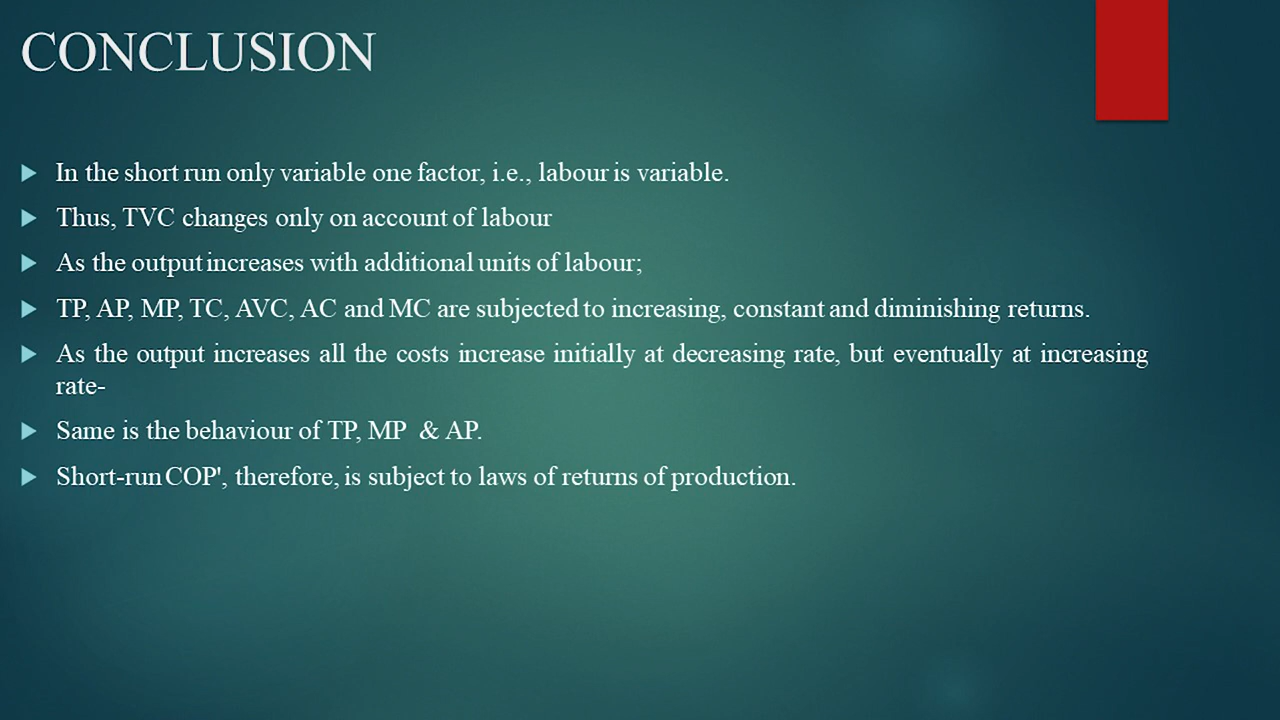 CONCLUSION
In the short run only variable one factor, i.e., labour is variable.
Thus, TVC changes only on account of labour
As the output increases with additional units of labour;
TP, AP, MP, TC, AVC, AC and MC are subjected to increasing, constant and diminishing returns.
As the output increases all the costs increase initially at decreasing rate, but eventually at increasing
rate-
Same is the behaviour of TP, MP & AP.
Short-run COP', therefore, is subject to laws of returns of production.